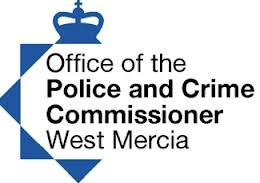 Office of the
Police and Crime
Commissioner
West Mercia